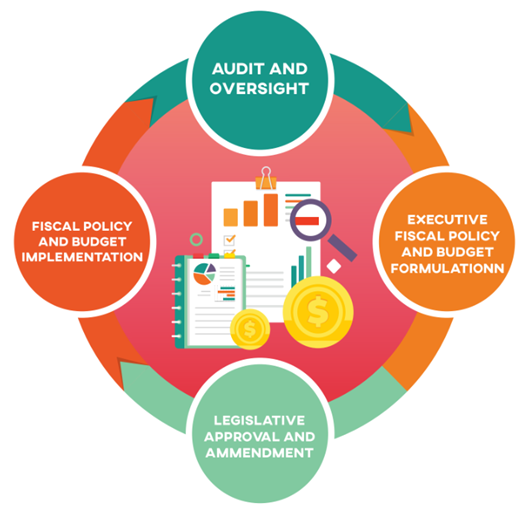 AUDIT AND
OVERSIGHT
EXECUTIVE
FISCAL POLICY
AND BUDGET
FORMULATIONN
LEGISLATIVE
APPROVAL AND
AMMENDMENT
FISCAL POLICY
AND BUDGET
IMPLEMENTATION
$
$